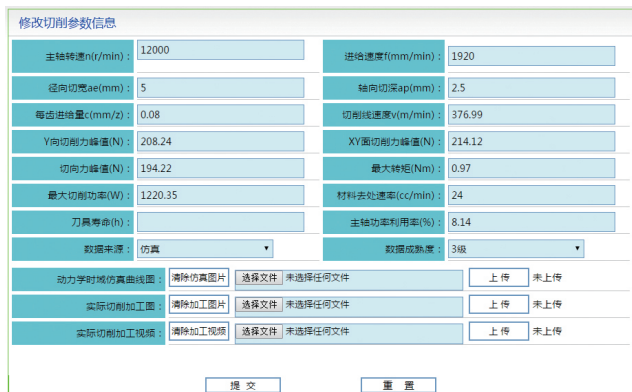 修改切削参数信息
主轴转速n(r/min)： 12000 进给速度f(mm/min)： 1920
径向切宽ae(mm)： 5 轴向切深ap(mm)： 2.5
每齿进给量c(mm/z)： 0.08 切削线速度v(m/min)： 376.99
Y向切削力峰值(N)： 208.24 XY面切削力峰值(N)： 214.12
切向力峰值(N)： 194.22 最大转矩(Nm)： 0.97
最大切削功率(W)： 1220.35 材料去处速率(cc/min)： 24
刀具寿命(h)： 主轴功率利用率(%)： 8.14
数据来源： 仿真 数据成熟度： 3级
动力学时域仿真曲线图： 清除仿真图片 选择文件 未选择任何文件 上传 未上传
实际切削加工图： 清除加工图片 选择文件 未选择任何文件 上传 未上传
实际切削加工视频： 清除加工视频 选择文件 未选择任何文件 上传 未上传
提交 重置